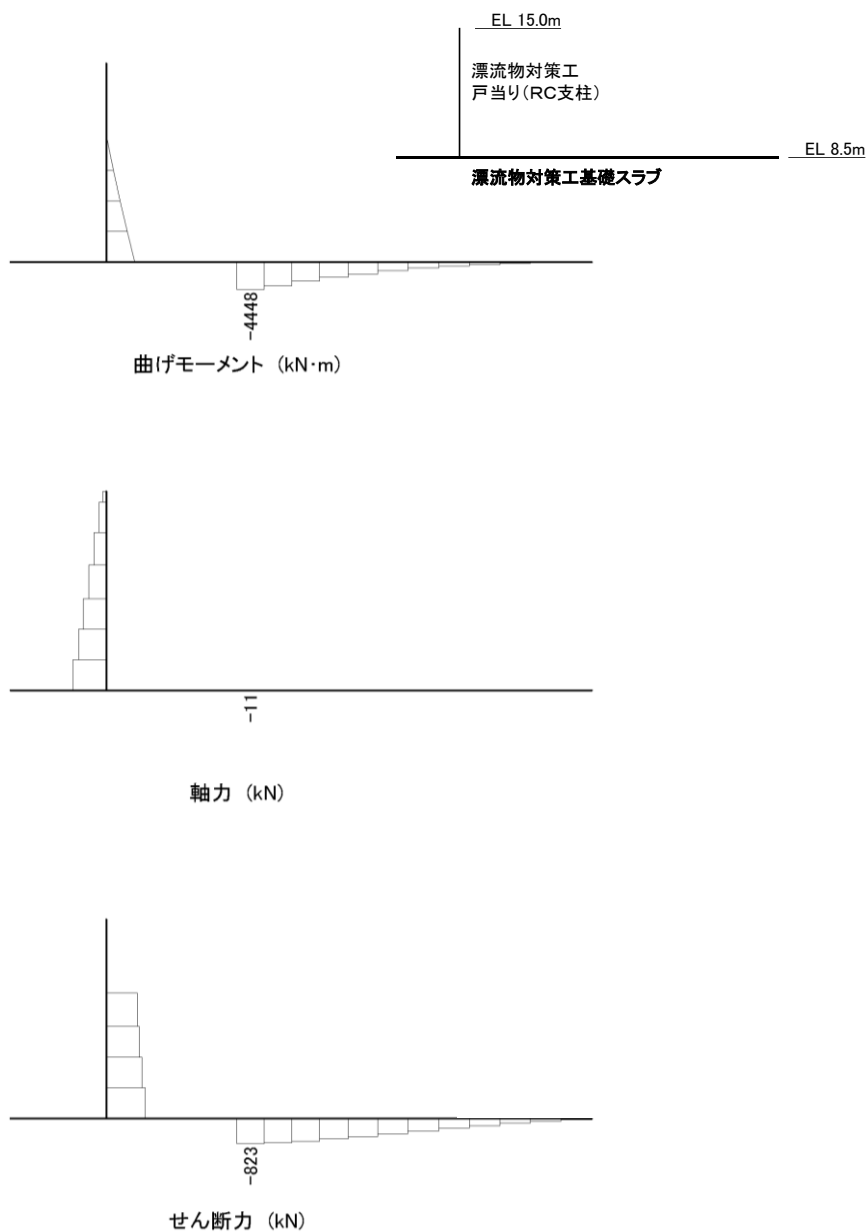 EL 15.0m
漂流物対策工
戸当り(RC支柱)
EL 8.5m
漂流物対策工基礎スラブ
-4448
曲げモーメント (kN･m)
-11
軸力 (kN)
-823
せん断力 (kN)